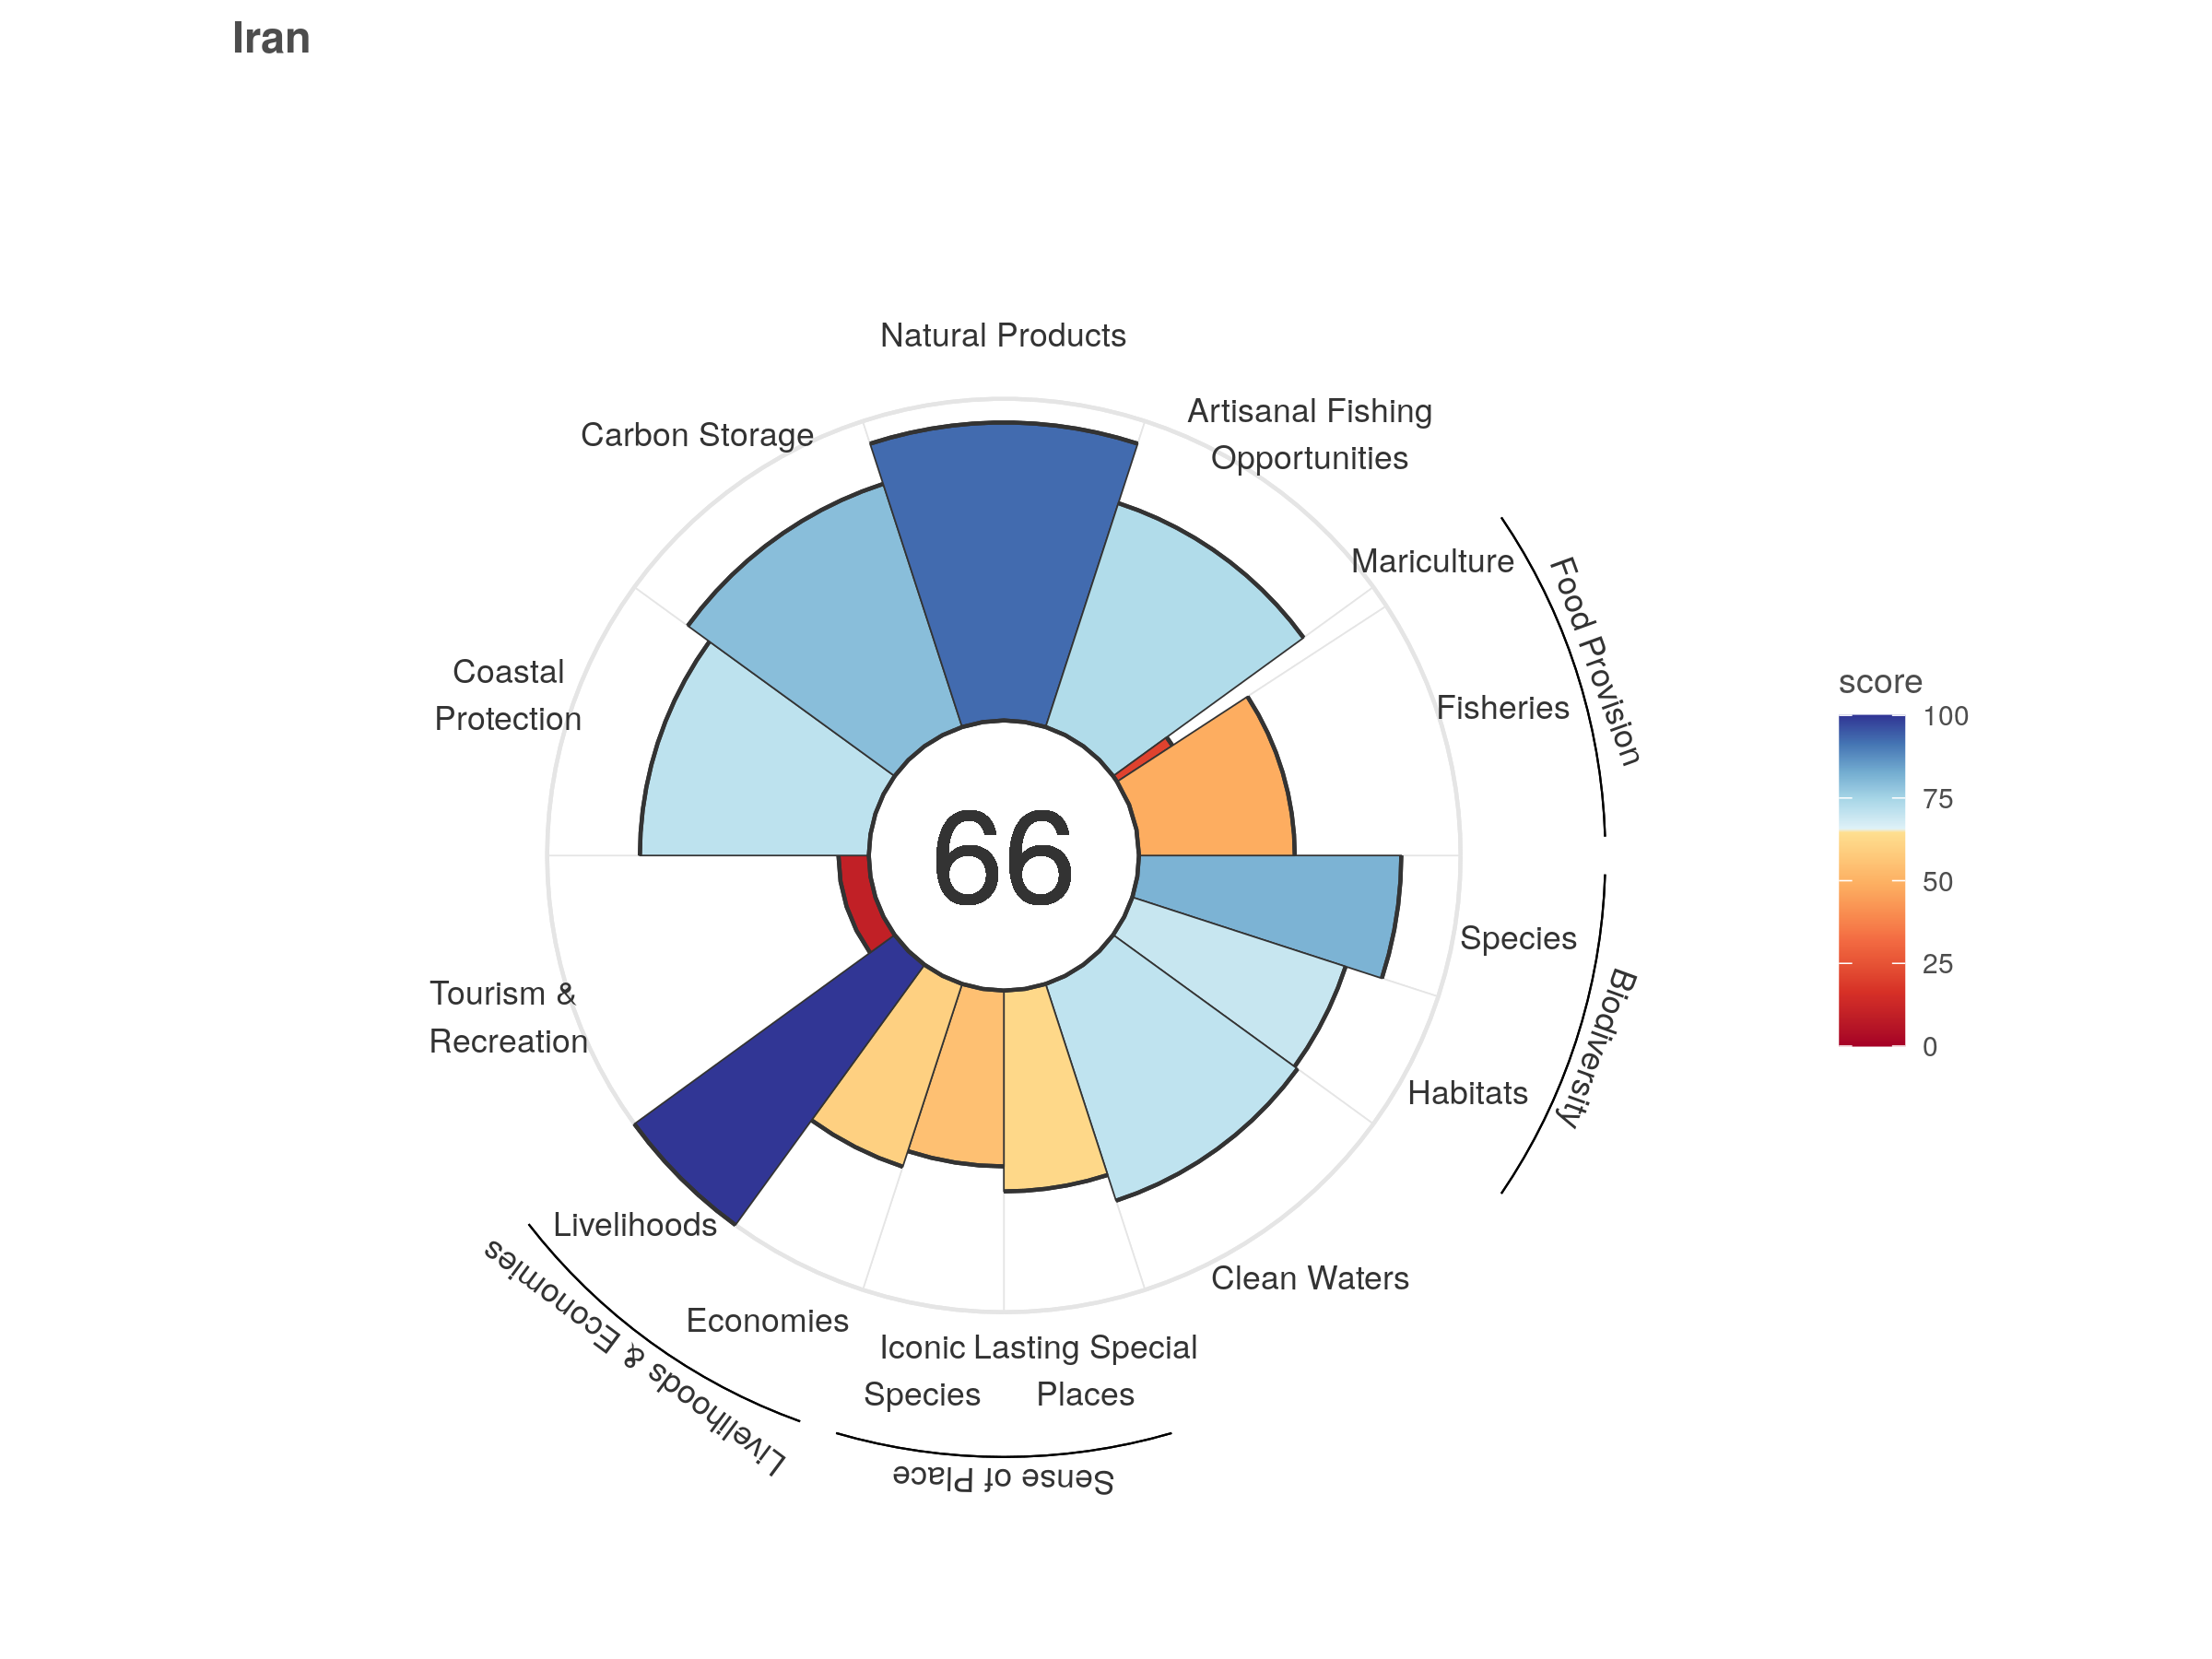 Iran
Natural Products
Artisanal Fishing
Opportunities
Carbon Storage
Mariculture
Food Provision
Coastal
Protection
Fisheries
66
Species
Biodiversity
Tourism &
Recreation
Habitats
Livelihoods
Clean Waters
Economies
Iconic
Species
Lasting Special
Places
Livelihoods & Economies
Sense of Place
score
100
75
50
25
0